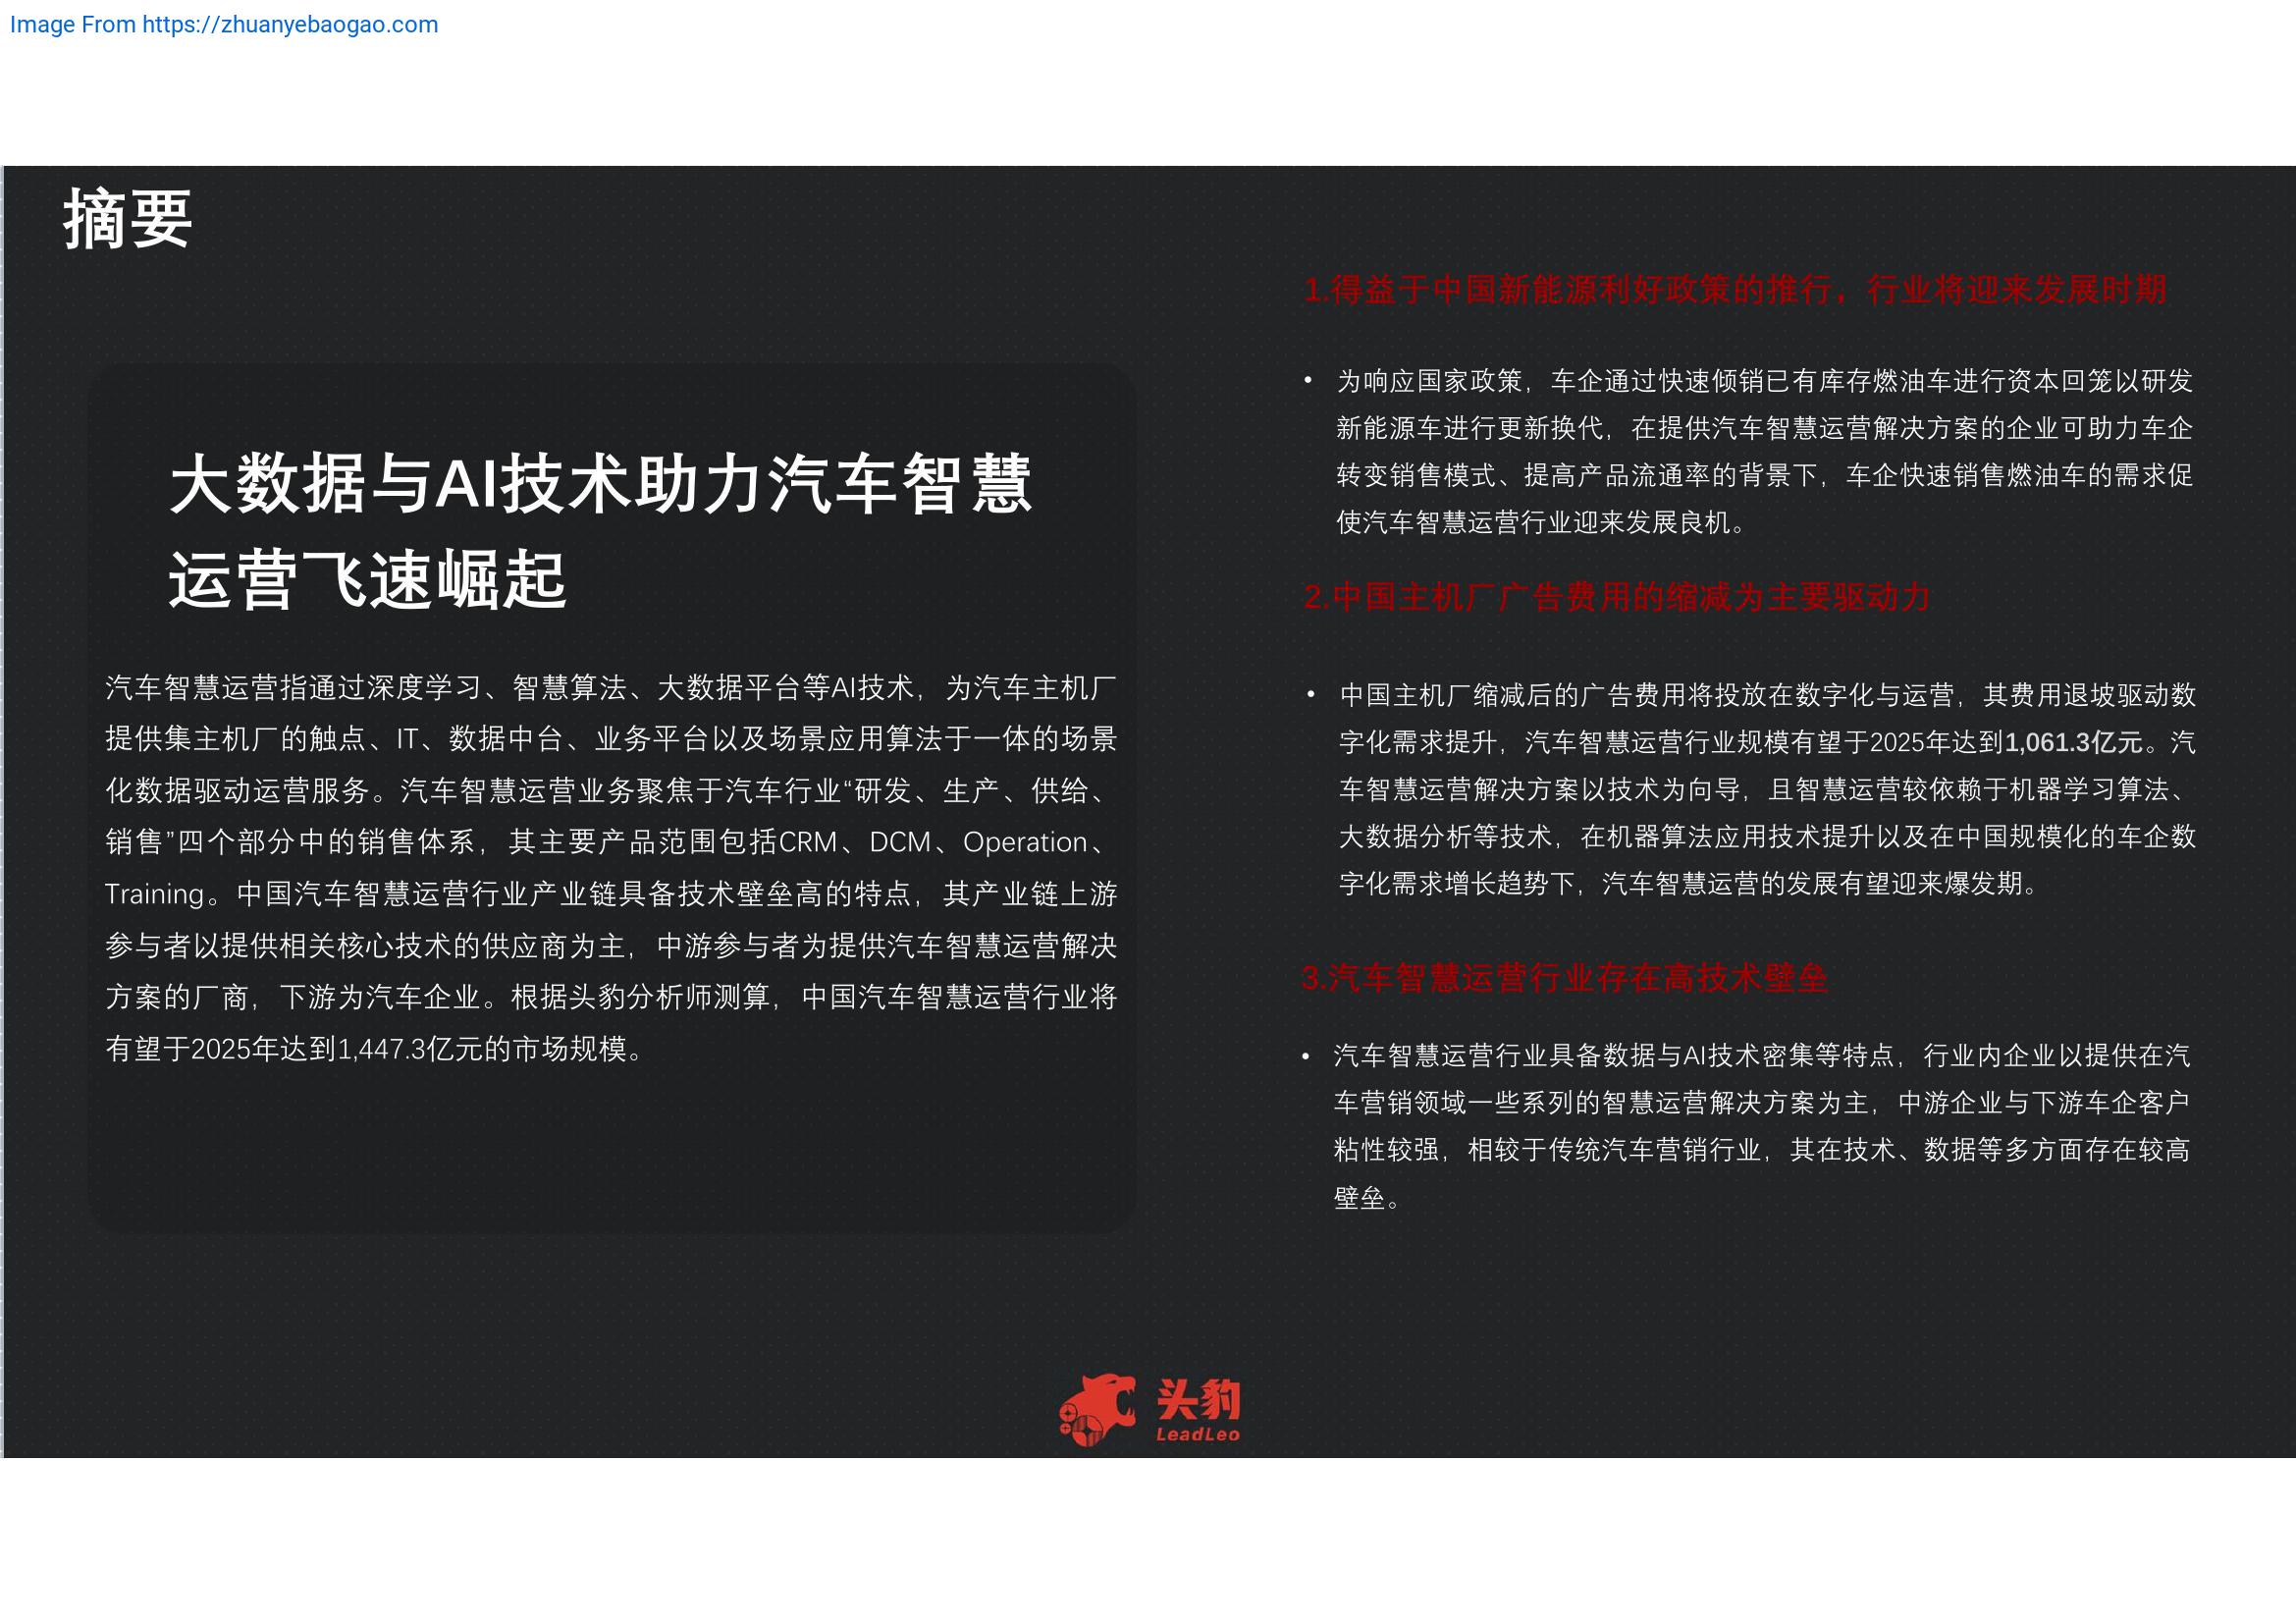 Image From https://zhuanyebaogao.com
摘要
大数据与AI技术助力汽车智慧
运营飞速崛起
汽车智慧运营指通过深度学习、智慧算法、大数据平台等AI技术，为汽车主机厂
提供集主机厂的触点、IT、数据中台、业务平台以及场景应用算法于一体的场景
化数据驱动运营服务。汽车智慧运营业务聚焦于汽车行业“研发、生产、供给、
销售”四个部分中的销售体系，其主要产品范围包括CRM、DCM、Operation、
Training。中国汽车智慧运营行业产业链具备技术壁垒高的特点，其产业链上游
参与者以提供相关核心技术的供应商为主，中游参与者为提供汽车智慧运营解决
方案的厂商，下游为汽车企业。根据头豹分析师测算，中国汽车智慧运营行业将
有望于2025年达到1,447.3亿元的市场规模。
1.得益于中国新能源利好政策的推行，行业将迎来发展时期
• 为响应国家政策，车企通过快速倾销已有库存燃油车进行资本回笼以研发
新能源车进行更新换代，在提供汽车智慧运营解决方案的企业可助力车企
转变销售模式、提高产品流通率的背景下，车企快速销售燃油车的需求促
使汽车智慧运营行业迎来发展良机。
2.中国主机厂广告费用的缩减为主要驱动力
• 中国主机厂缩减后的广告费用将投放在数字化与运营，其费用退坡驱动数
字化需求提升，汽车智慧运营行业规模有望于2025年达到1,061.3亿元。汽
车智慧运营解决方案以技术为向导，且智慧运营较依赖于机器学习算法、
大数据分析等技术，在机器算法应用技术提升以及在中国规模化的车企数
字化需求增长趋势下，汽车智慧运营的发展有望迎来爆发期。
3.汽车智慧运营行业存在高技术壁垒
• 汽车智慧运营行业具备数据与AI技术密集等特点，行业内企业以提供在汽
车营销领域一些系列的智慧运营解决方案为主，中游企业与下游车企客户
粘性较强，相较于传统汽车营销行业，其在技术、数据等多方面存在较高
壁垒。
头豹
LeadLeo